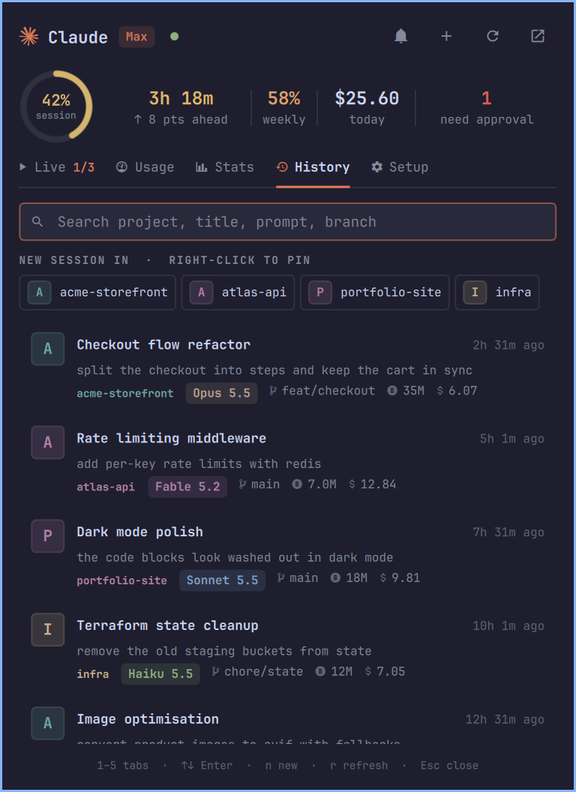 Claude Max
42%
session
3h 18m
↑ 8 pts ahead
58%
weekly
$25.60
today
1
need approval
Live 1/3 Usage Stats History Setup
Search project, title, prompt, branch
NEW SESSION IN · RIGHT-CLICK TO PIN
A acme-storefront A atlas-api P portfolio-site I infra
A Checkout flow refactor 2h 31m ago
split the checkout into steps and keep the cart in sync
acme-storefront Opus 5.5 feat/checkout 35M $ 6.07
A Rate limiting middleware 5h 1m ago
add per-key rate limits with redis
atlas-api Fable 5.2 main 7.0M $ 12.84
P Dark mode polish 7h 31m ago
the code blocks look washed out in dark mode
portfolio-site Sonnet 5.5 main 18M $ 9.81
I Terraform state cleanup 10h 1m ago
remove the old staging buckets from state
infra Haiku 5.5 chore/state 12M $ 7.05
A Image optimisation 12h 31m ago
convert product images to avif with fallbacks
1–5 tabs · ↑↓ Enter · n new · r refresh · Esc close